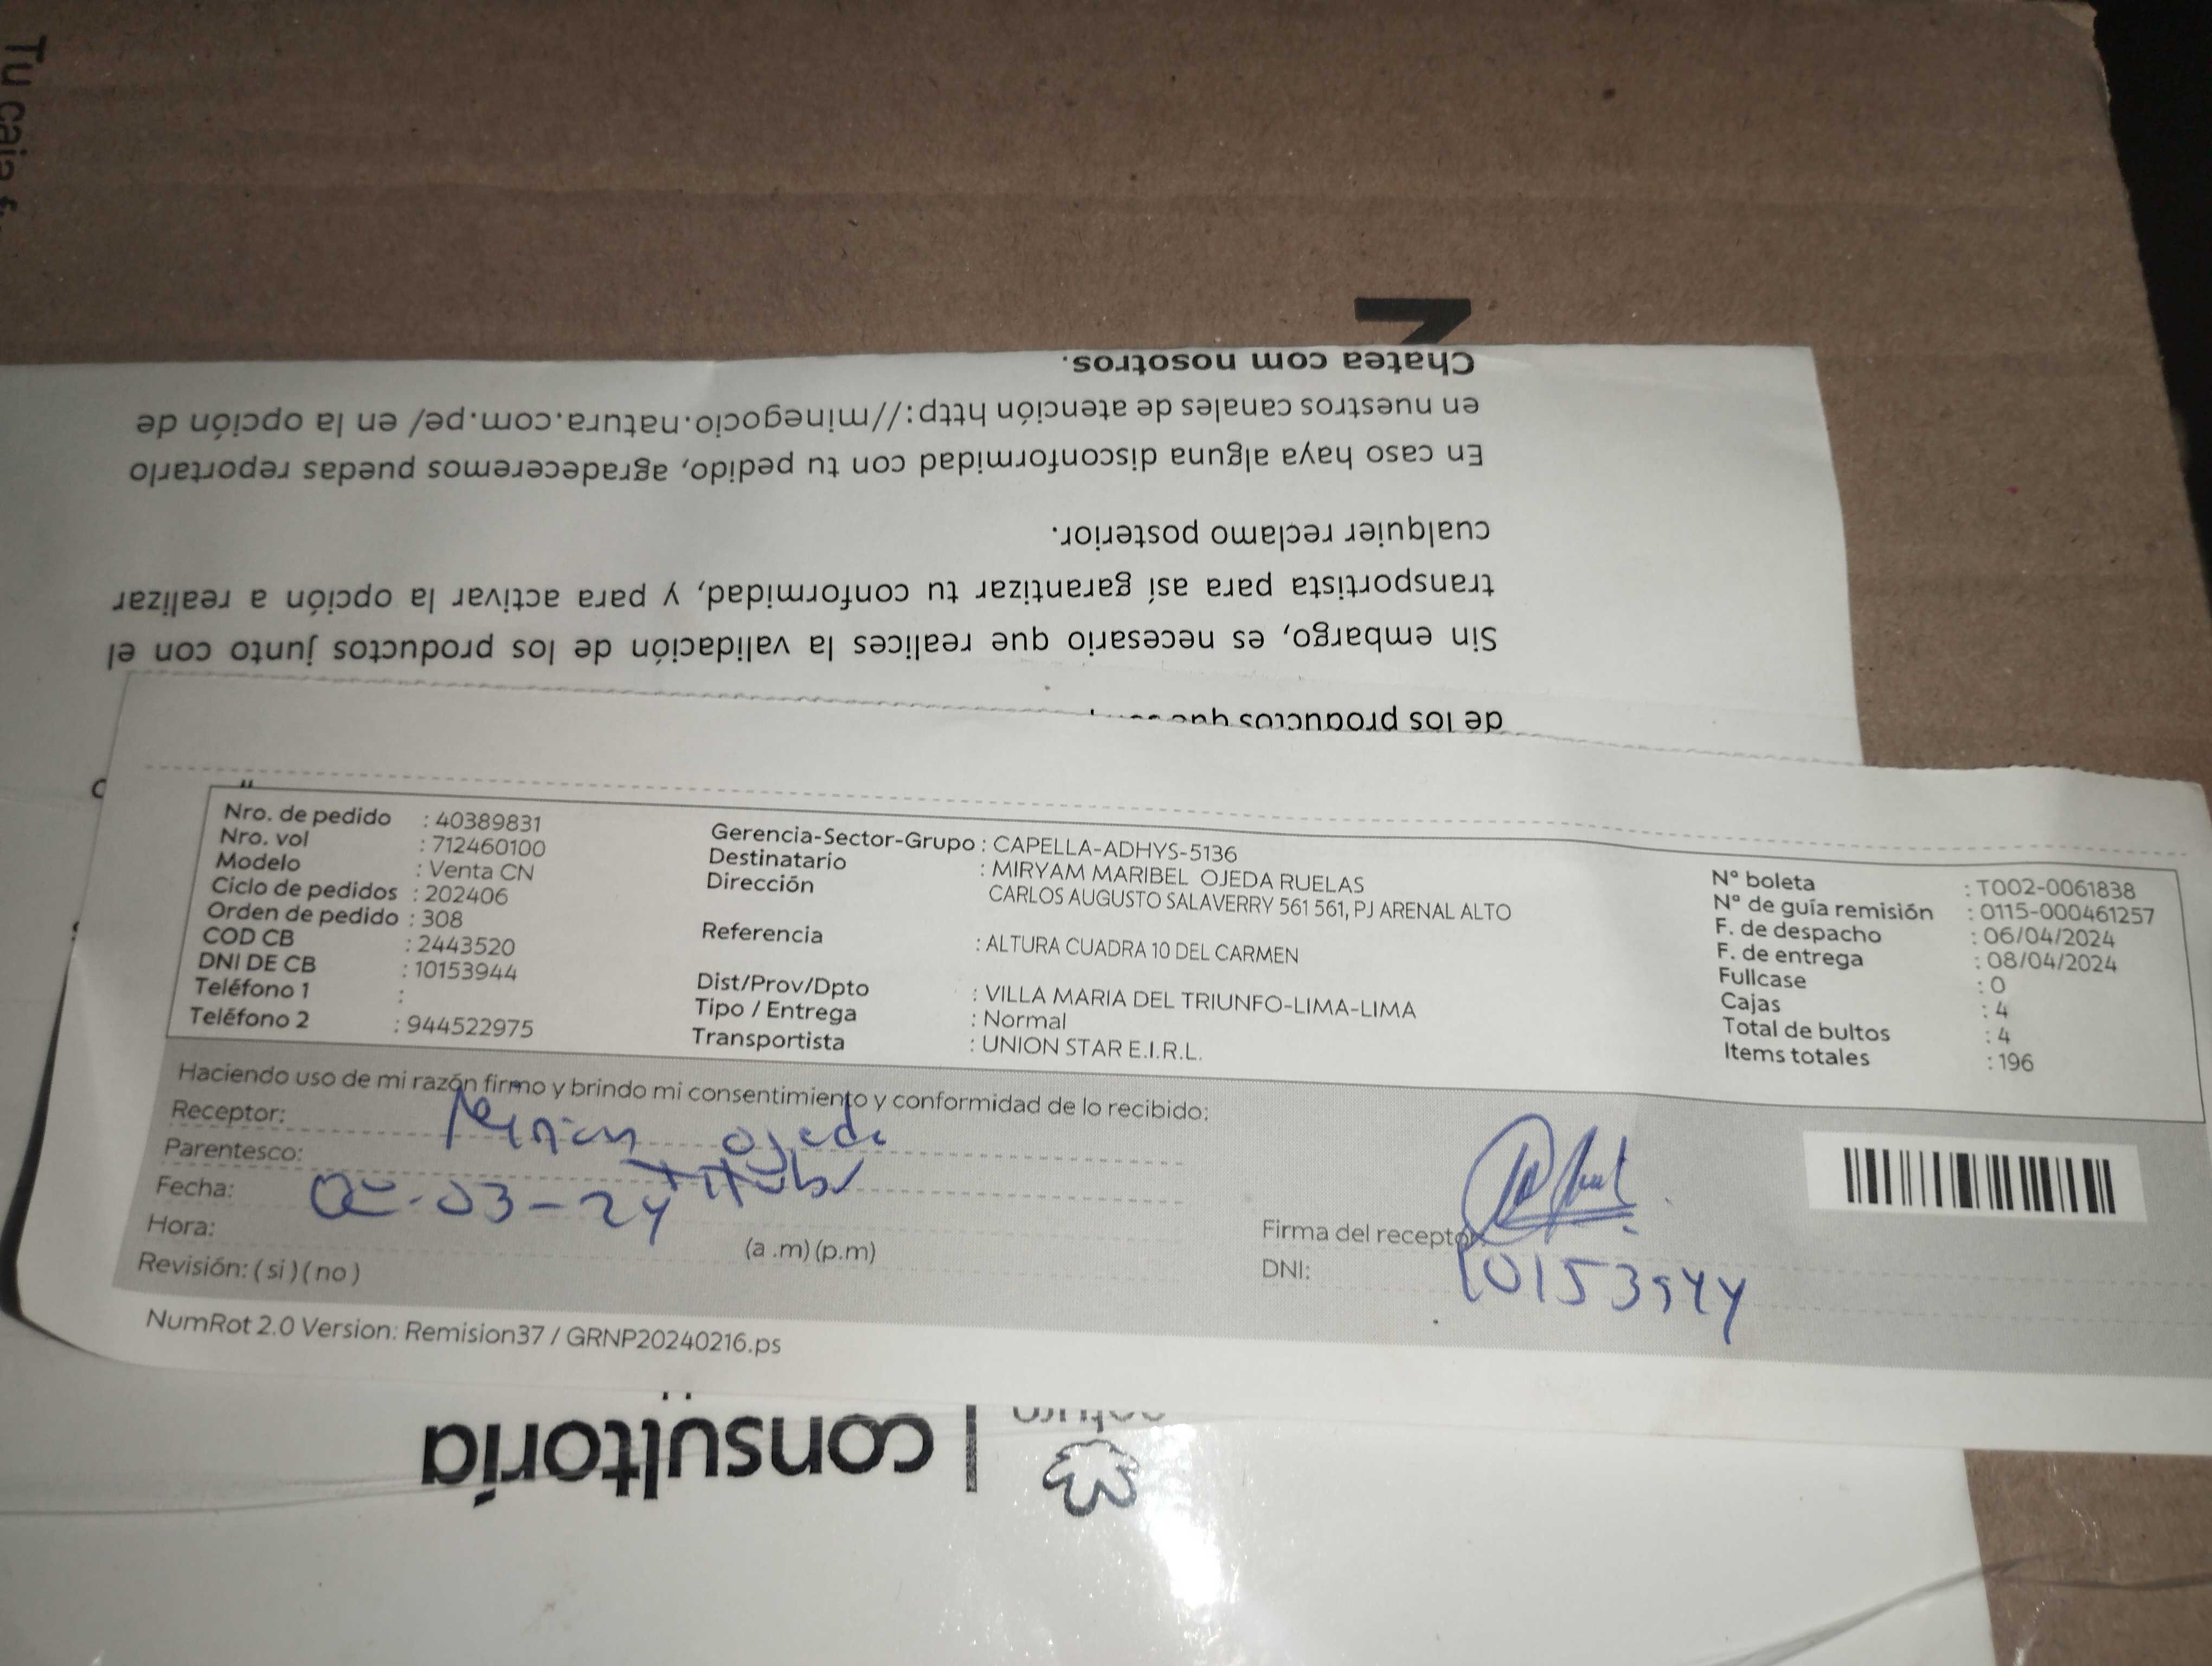 Tu caja
Chatea com nosotros.
en nuestros canales de atención http://minegocio.natura.com.pe/ en la opción de
En caso haya alguna disconformidad con tu pedido, agradeceremos puedas reportarlo
cualquier reclamo posterior.
transportista para así garantizar tu conformidad, y para activar la opción a realizar
Sin embargo, es necesario que realices la validación de los productos junto con el
de los productos que
Nro. de pedido : 40389831
Nro. vol : 712460100
Modelo : Venta CN
Ciclo de pedidos : 202406
Orden de pedido : 308
COD CB : 2443520
DNI DE CB : 10153944
Teléfono 1 :
Teléfono 2 : 944522975
Gerencia-Sector-Grupo : CAPELLA-ADHYS-5136
Destinatario : MIRYAM MARIBEL OJEDA RUELAS
Dirección CARLOS AUGUSTO SALAVERRY 561 561, PJ ARENAL ALTO
Referencia : ALTURA CUADRA 10 DEL CARMEN
Dist/Prov/Dpto : VILLA MARIA DEL TRIUNFO-LIMA-LIMA
Tipo / Entrega : Normal
Transportista : UNION STAR E.I.R.L.
N° boleta : T002-0061838
N° de guía remisión : 0115-000461257
F. de despacho : 06/04/2024
F. de entrega : 08/04/2024
Fullcase : 0
Cajas : 4
Total de bultos : 4
Items totales : 196
Haciendo uso de mi razón firmo y brindo mi consentimiento y conformidad de lo recibido:
Receptor: ojeda
Parentesco:
Fecha: 03-24
Hora: (a .m) (p.m)
Revisión: ( si ) ( no )
Firma del receptor
DNI: 10153944
NumRot 2.0 Version: Remision37 / GRNP20240216.ps
natura | consultoría